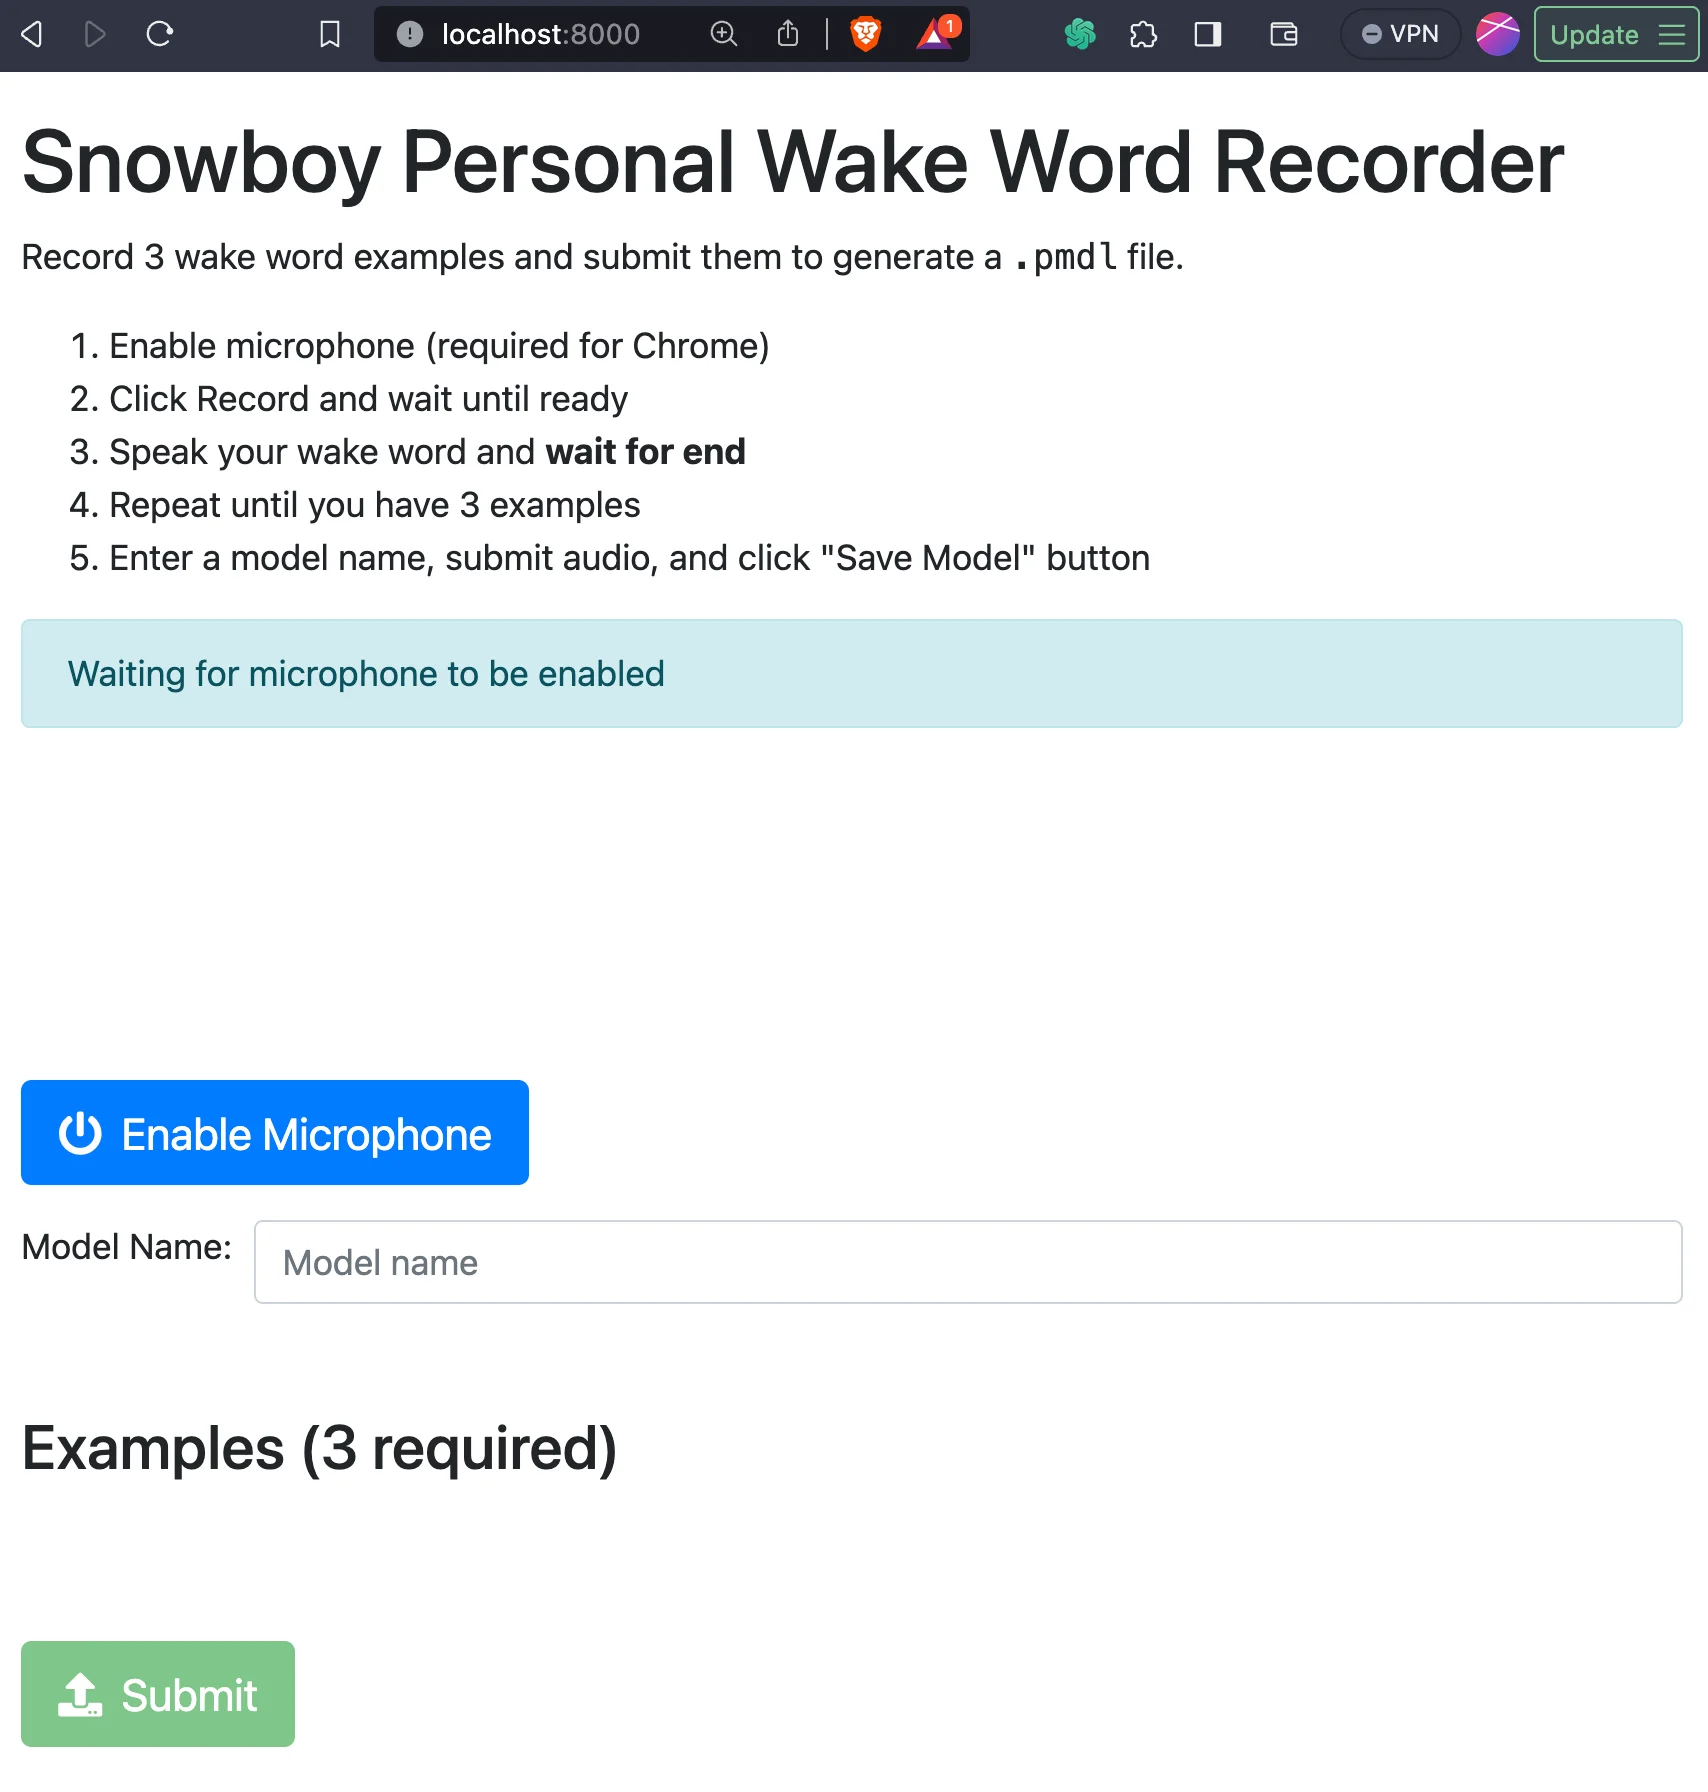 localhost:8000
1
VPN
Update
Snowboy Personal Wake Word Recorder
Record 3 wake word examples and submit them to generate a .pmdl file.
1. Enable microphone (required for Chrome)
2. Click Record and wait until ready
3. Speak your wake word and wait for end
4. Repeat until you have 3 examples
5. Enter a model name, submit audio, and click "Save Model" button
Waiting for microphone to be enabled
Enable Microphone
Model Name:
Model name
Examples (3 required)
Submit